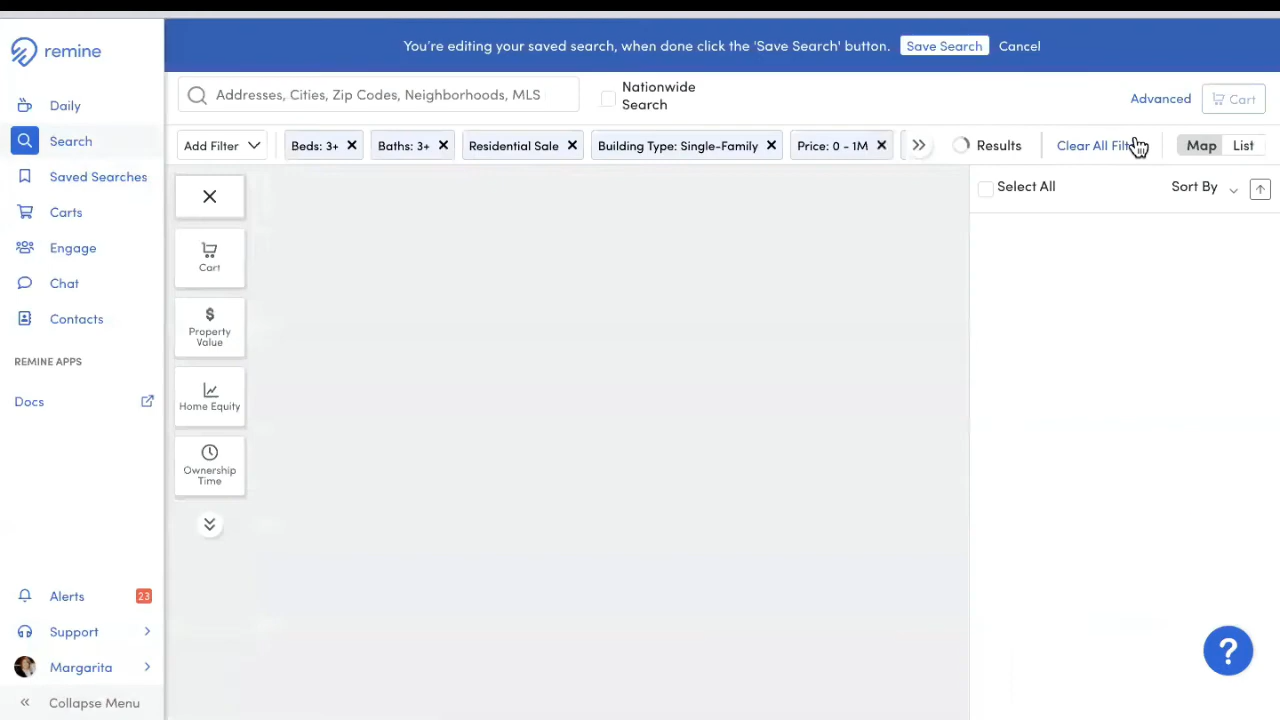 remine
You're editing your saved search, when done click the 'Save Search' button.
Save Search
Cancel
Addresses, Cities, Zip Codes, Neighborhoods, MLS
Nationwide
Search
Advanced
Cart
Add Filter
Beds: 3+
Baths: 3+
Residential Sale
Building Type: Single-Family
Price: 0 - 1M
Results
Clear All
Map
List
Select All
Sort By
Daily
Search
Saved Searches
Carts
Engage
Chat
Contacts
REMINE APPS
Docs
Alerts
23
Support
Margarita
Collapse Menu
Cart
$
Property
Value
Home Equity
Ownership
Time
?